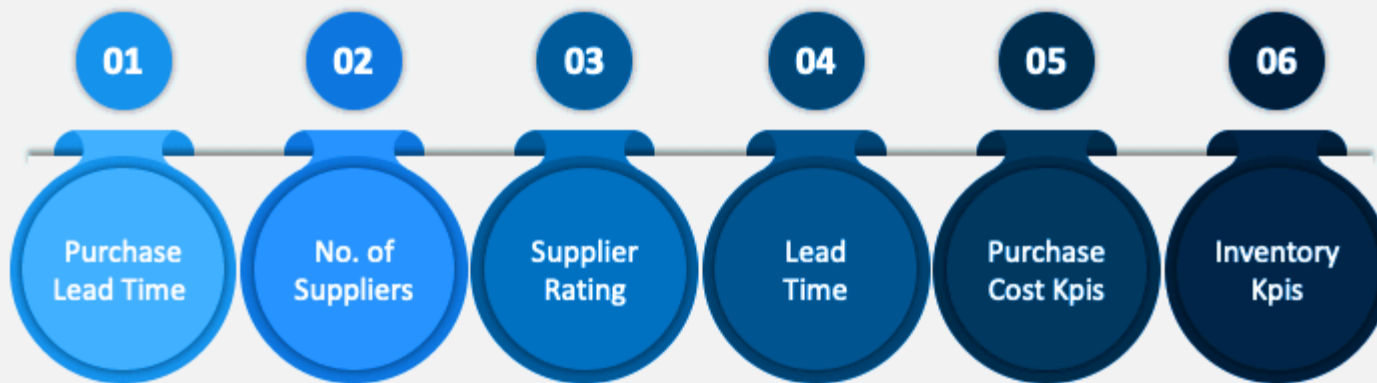 01
02
03
04
05
06
Purchase
Lead Time
No. of
Suppliers
Supplier
Rating
Lead
Time
Purchase
Cost Kpis
Inventory
Kpis